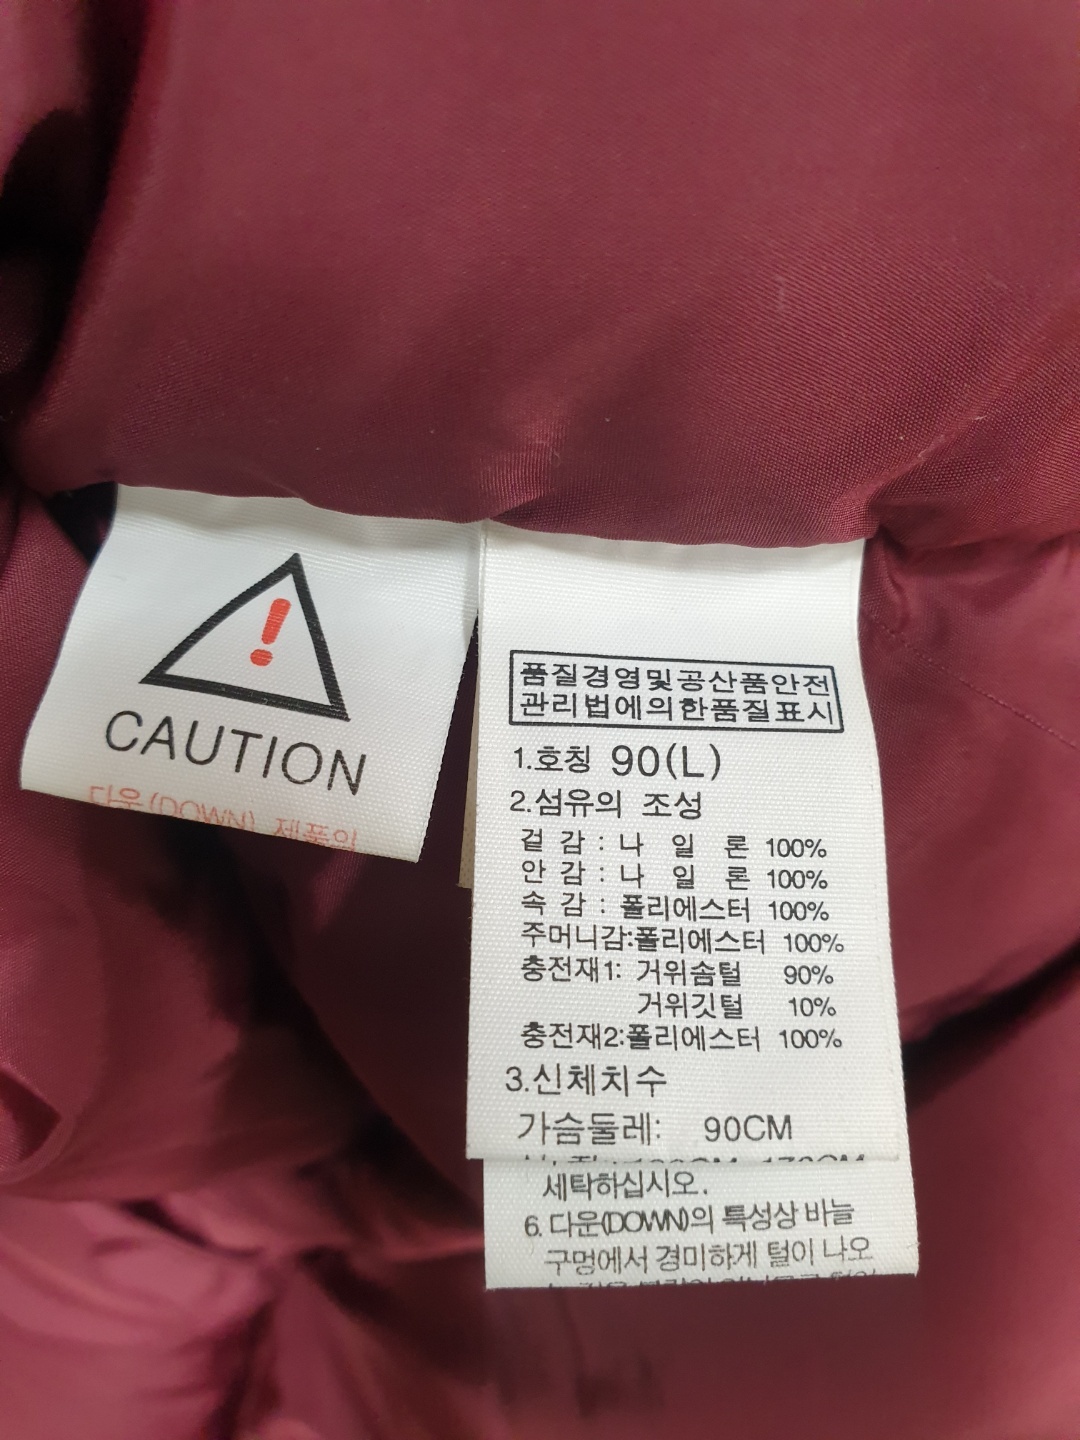 CAUTION
다운(DOWN) 제품의
품질경영및공산품안전
관리법에의한품질표시
1.호칭 90(L)
2.섬유의 조성
겉 감 : 나 일 론 100%
안 감 : 나 일 론 100%
속 감 : 폴리에스터 100%
주머니감:폴리에스터 100%
충전재1: 거위솜털 90%
거위깃털 10%
충전재2:폴리에스터 100%
3.신체치수
가슴둘레: 90CM
세탁하십시오.
6. 다운(DOWN)의 특성상 바늘
구멍에서 경미하게 털이 나오